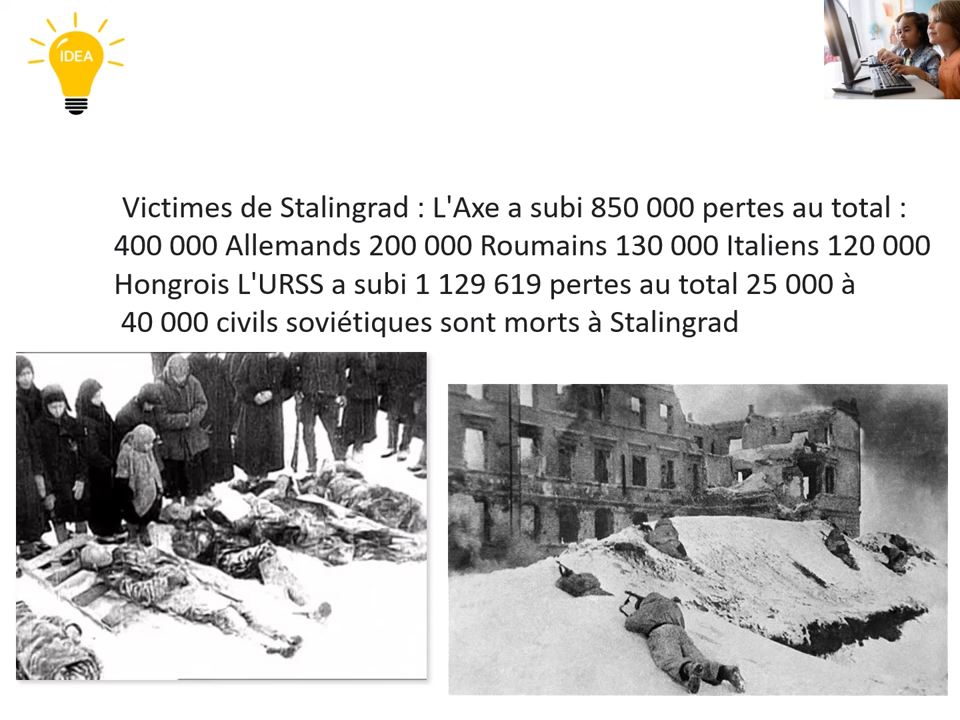 IDEA
Victimes de Stalingrad : L'Axe a subi 850 000 pertes au total :
400 000 Allemands 200 000 Roumains 130 000 Italiens 120 000
Hongrois L'URSS a subi 1 129 619 pertes au total 25 000 à
40 000 civils soviétiques sont morts à Stalingrad